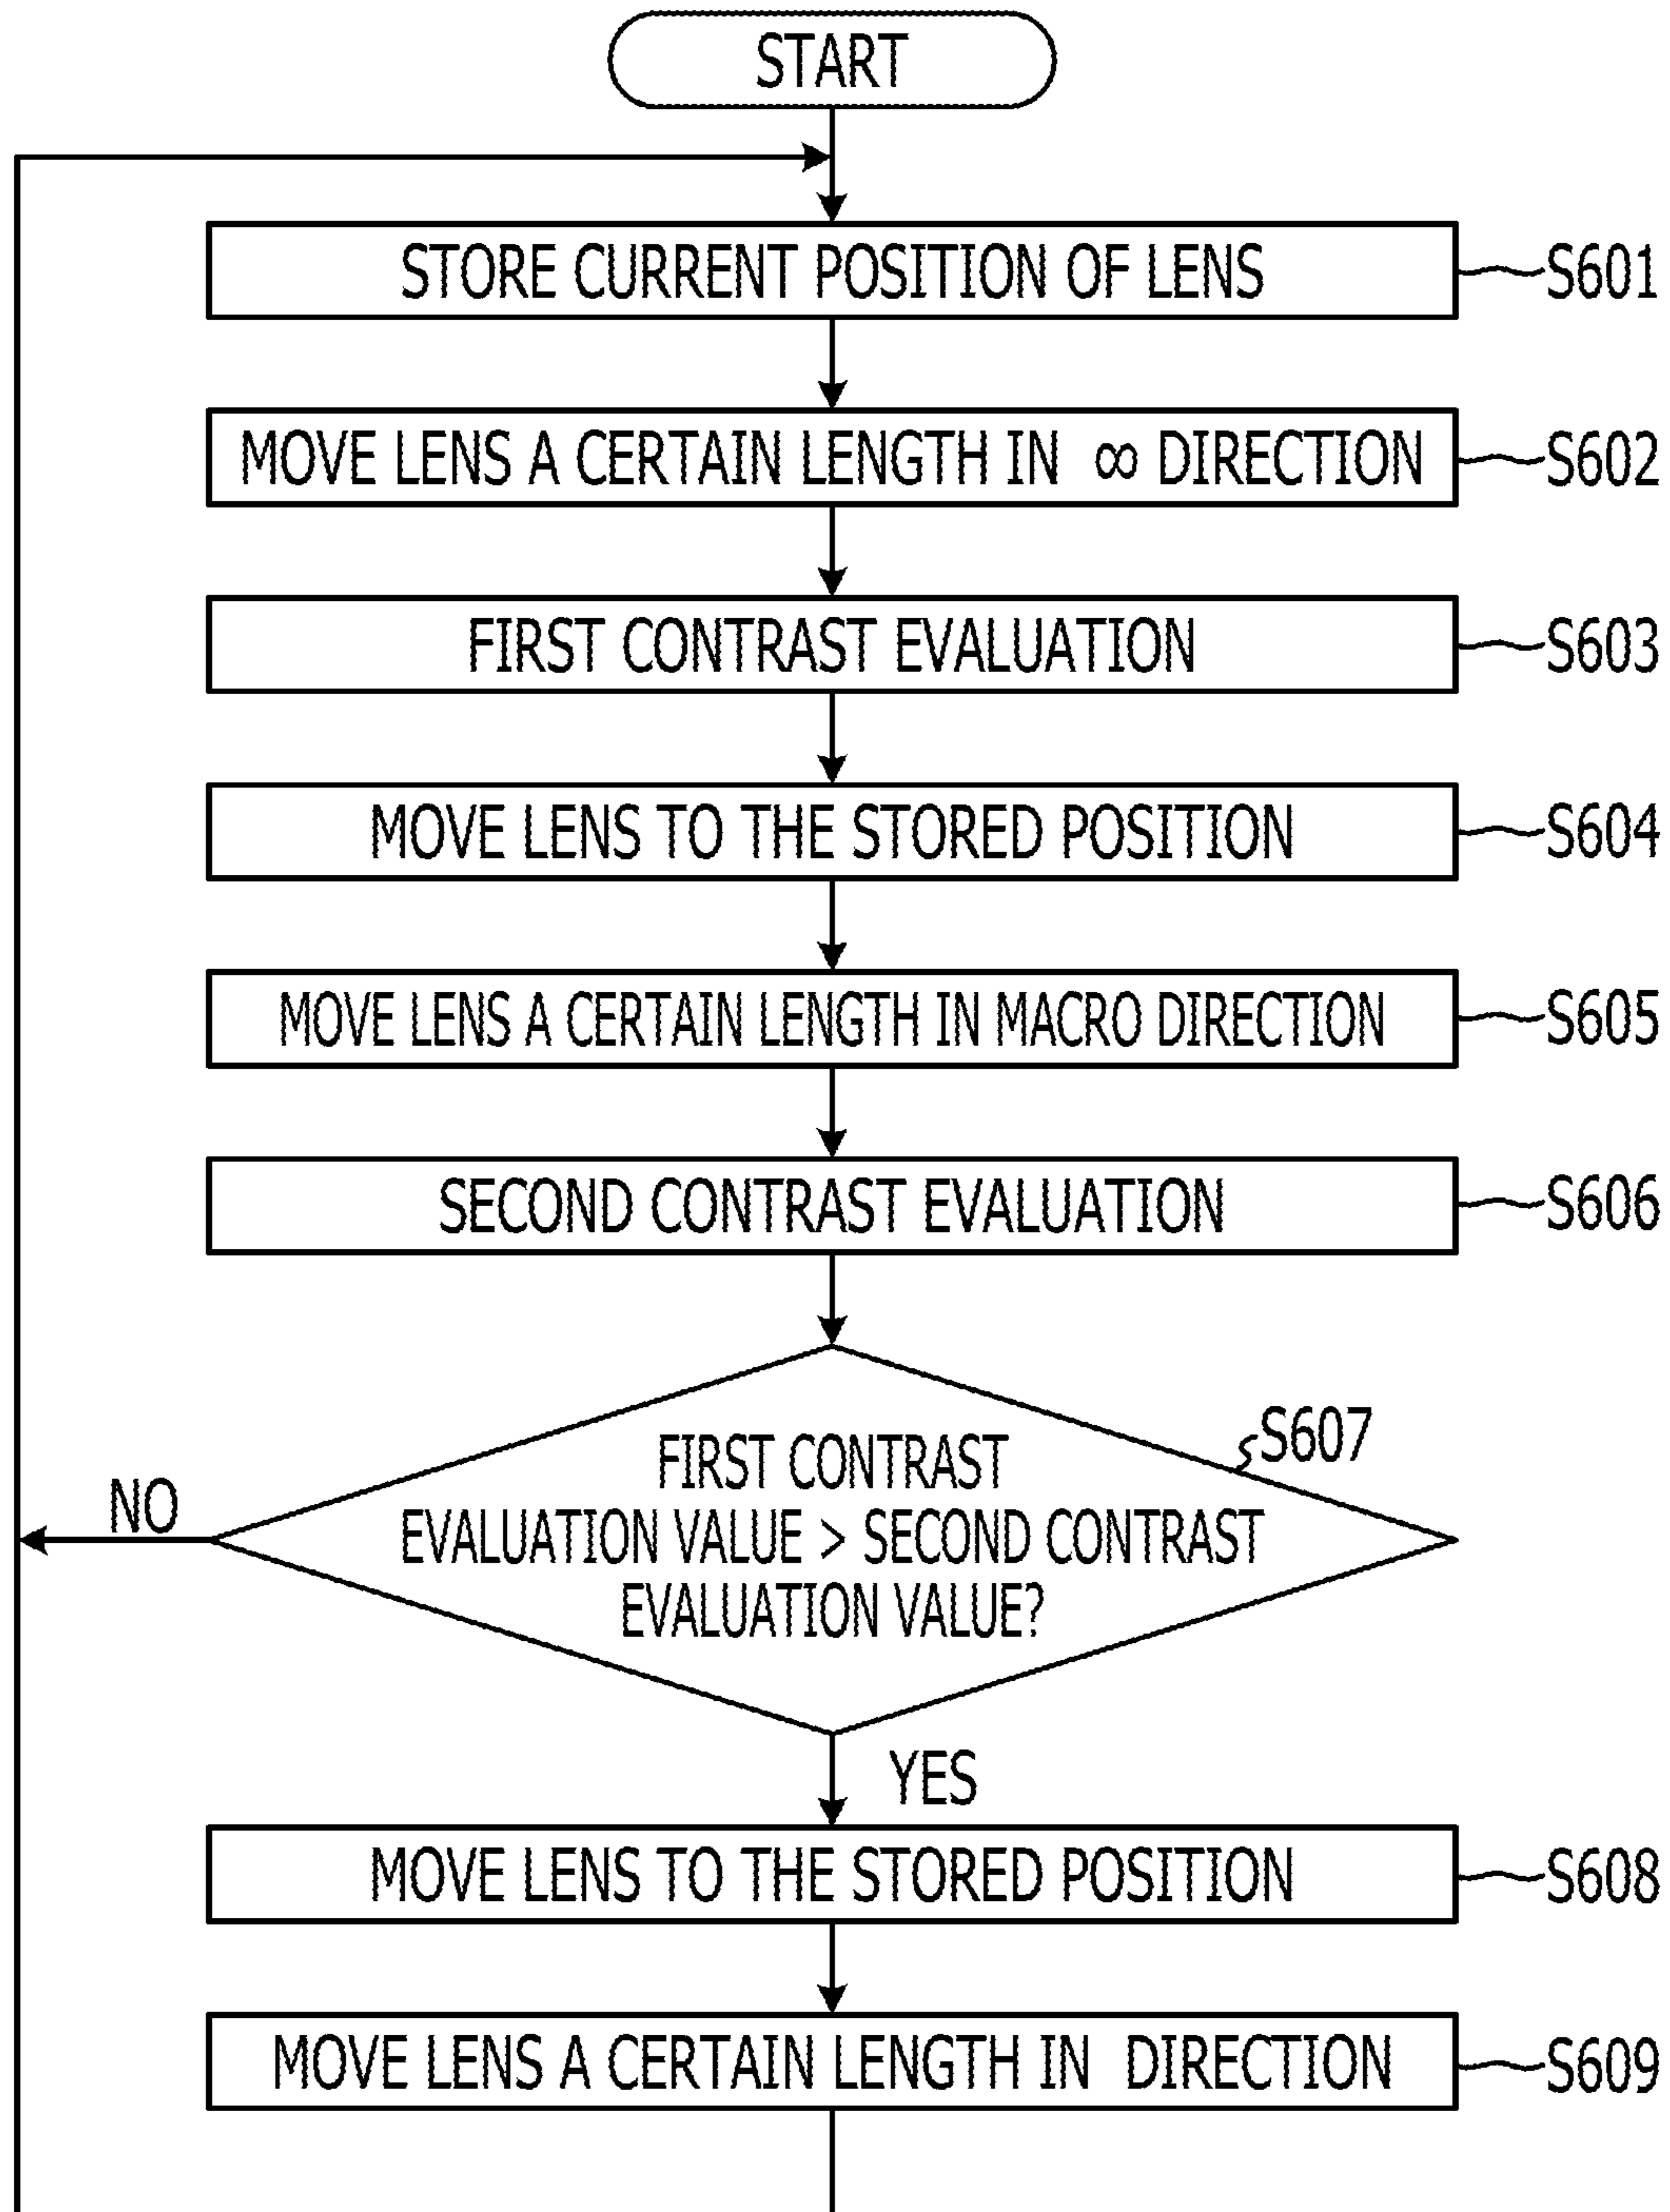 START
STORE CURRENT POSITION OF LENS
S601
MOVE LENS A CERTAIN LENGTH IN ∞ DIRECTION
S602
FIRST CONTRAST EVALUATION
S603
MOVE LENS TO THE STORED POSITION
S604
MOVE LENS A CERTAIN LENGTH IN MACRO DIRECTION
S605
SECOND CONTRAST EVALUATION
S606
S607
FIRST CONTRAST
NO
EVALUATION VALUE > SECOND CONTRAST
EVALUATION VALUE?
YES
MOVE LENS TO THE STORED POSITION
S608
MOVE LENS A CERTAIN LENGTH IN DIRECTION
S609